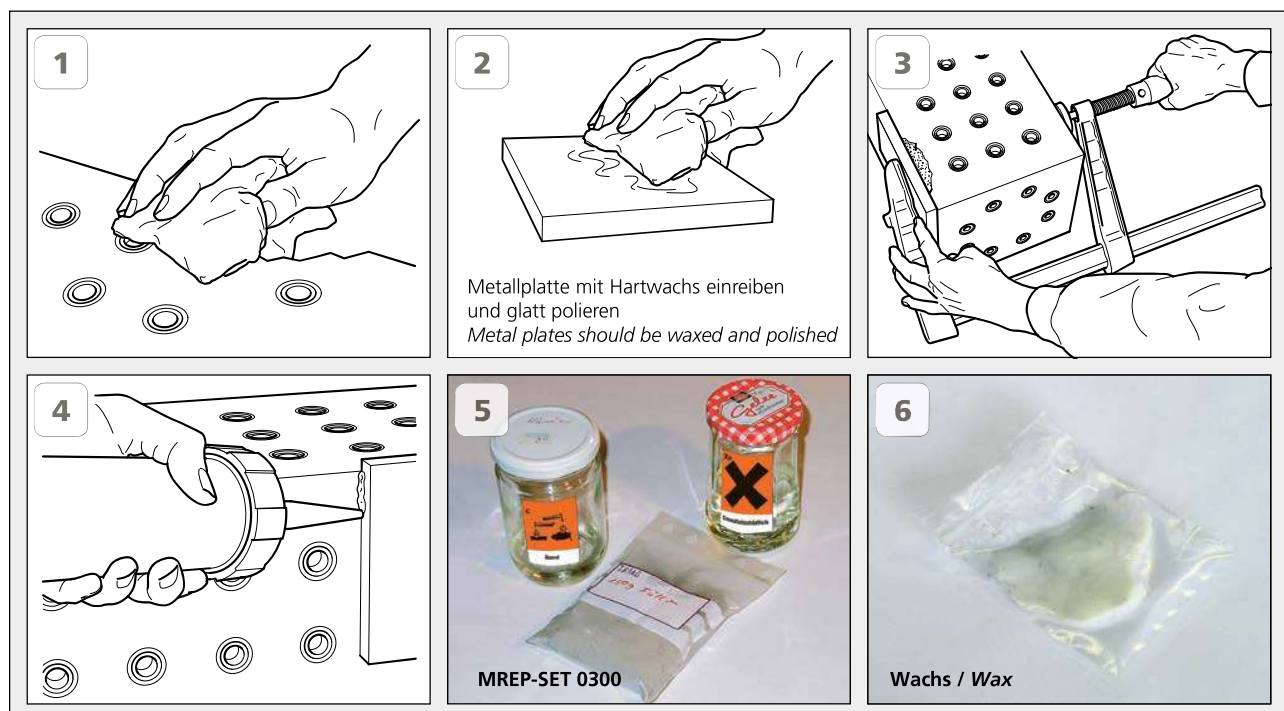 1
2
Metallplatte mit Hartwachs einreiben
und glatt polieren
Metal plates should be waxed and polished
3
4
5
MREP-SET 0300
6
Wachs / Wax